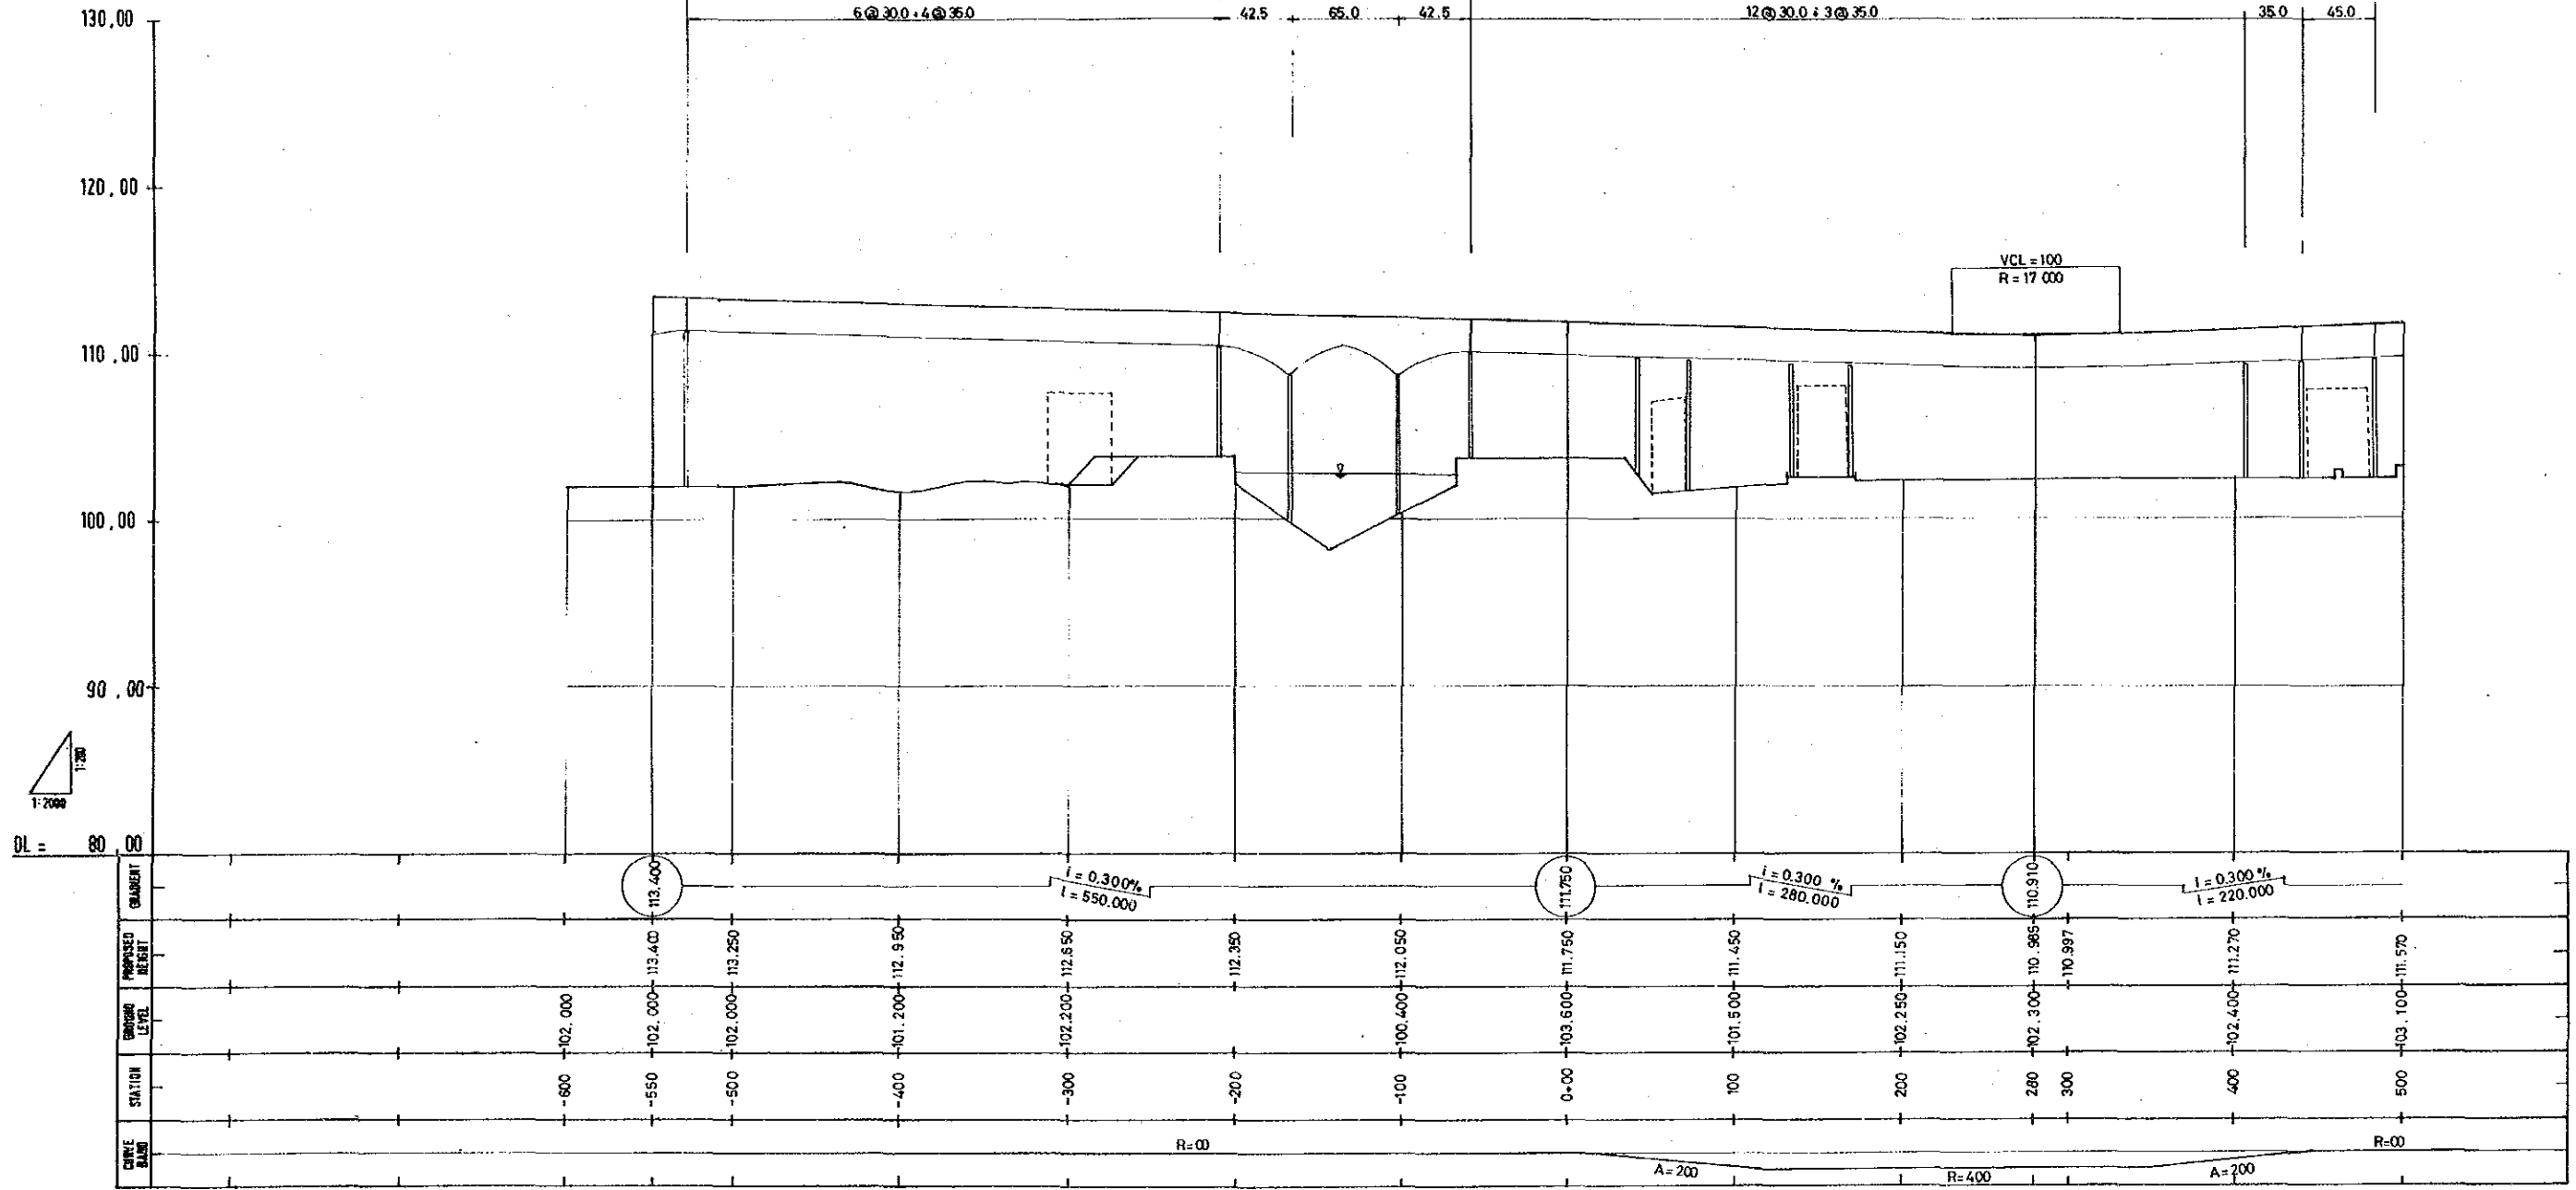 130,00
6@30.0+4@35.0
42.5
65.0
42.5
12@30.0+3@35.0
35.0
45.0
120,00
VCL=100
R=17 000
110,00
100,00
90,00
1:200
1:2000
DL = 80,00
GRADIENT
113.400
i = 0.300%
l = 550.000
111.750
i = 0.300 %
l = 280.000
110.910
i = 0.300 %
l = 220.000
PROPOSED HEIGHT
113.400
113.250
112.950
112.650
112.350
112.050
111.750
111.450
111.150
110.985
110.997
111.270
111.570
GROUND LEVEL
102.000
102.000
102.000
101.200
102.200
100.400
103.600
101.500
102.250
102.300
102.400
103.100
STATION
-600
-550
-500
-400
-300
-200
-100
0+00
100
200
280
300
400
500
CURVE BAND
R=∞
A=200
R=400
A=200
R=∞